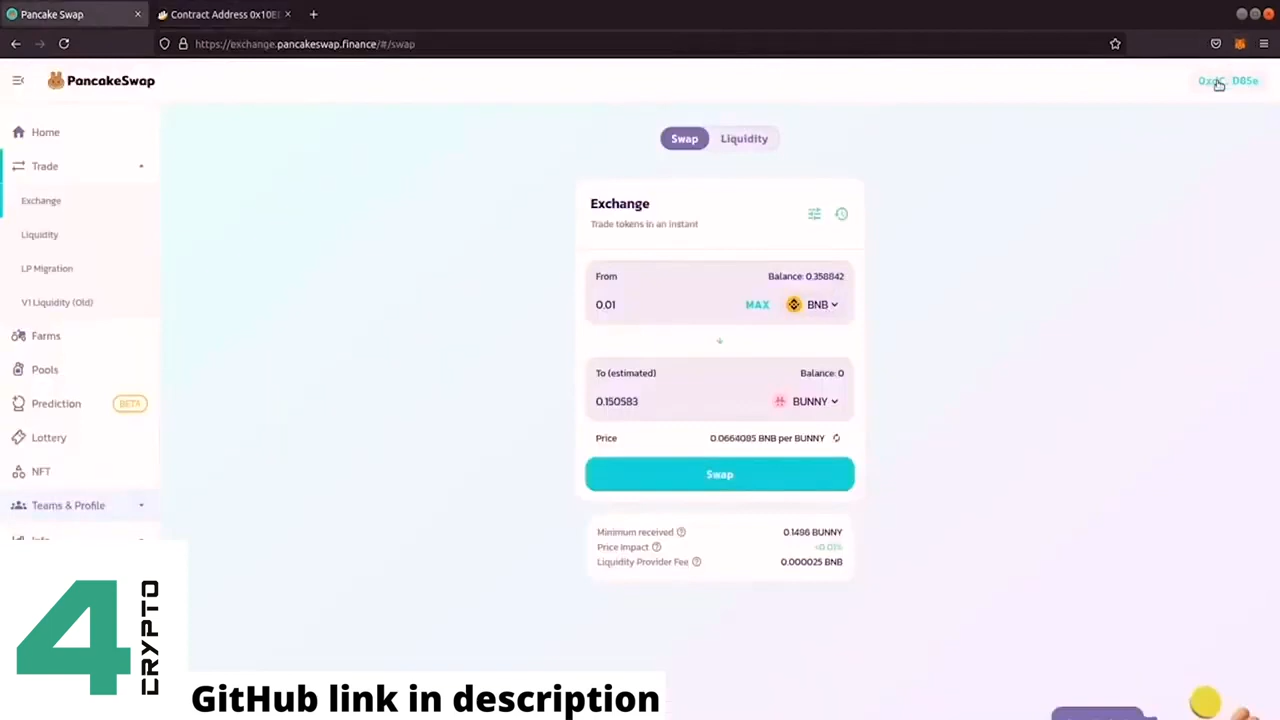 Pancake Swap
Contract Address 0x10E
https://exchange.pancakeswap.finance/#/swap
PancakeSwap
D85e
Swap
Liquidity
Home
Trade
Exchange
Liquidity
LP Migration
V1 Liquidity (Old)
Farms
Pools
Prediction
BETA
Lottery
NFT
Teams & Profile
Exchange
Trade tokens in an instant
From
Balance: 0.358842
0.01
MAX
BNB
To (estimated)
Balance: 0
0.150583
BUNNY
Price
0.0664085 BNB per BUNNY
Swap
Minimum received
0.1496 BUNNY
Price Impact
<0.01%
Liquidity Provider Fee
0.000025 BNB
4
CRYPTO
GitHub link in description